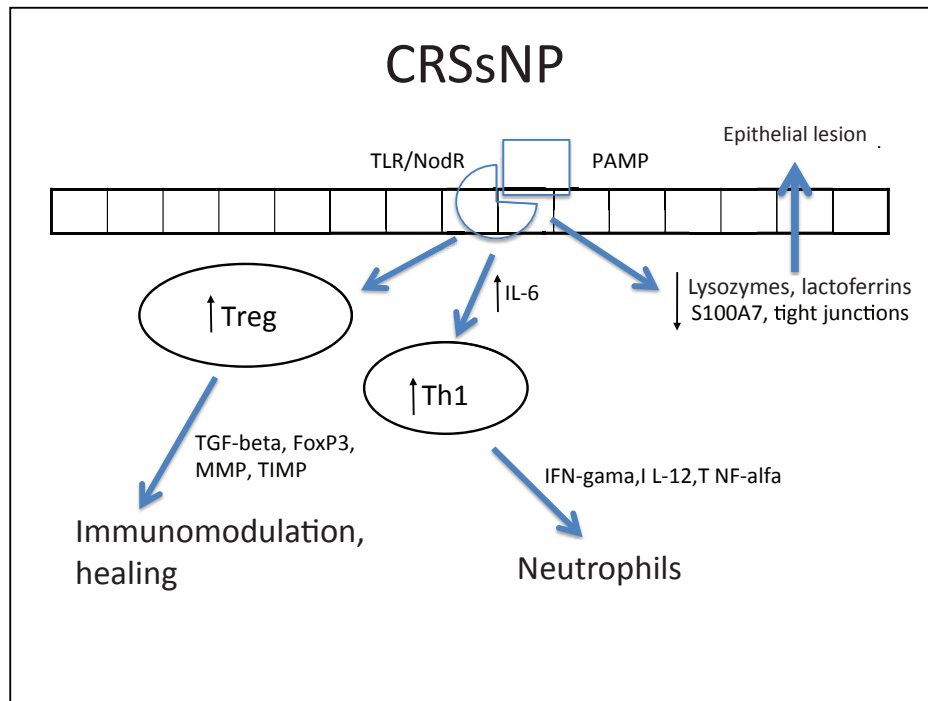 CRSsNP
Epithelial lesion .
TLR/NodR
PAMP
IL-6
Lysozymes, lactoferrins
S100A7, tight junctions
Treg
Th1
TGF-beta, FoxP3,
MMP, TIMP
IFN-gama,I L-12,T NF-alfa
Immunomodulation,
healing
Neutrophils